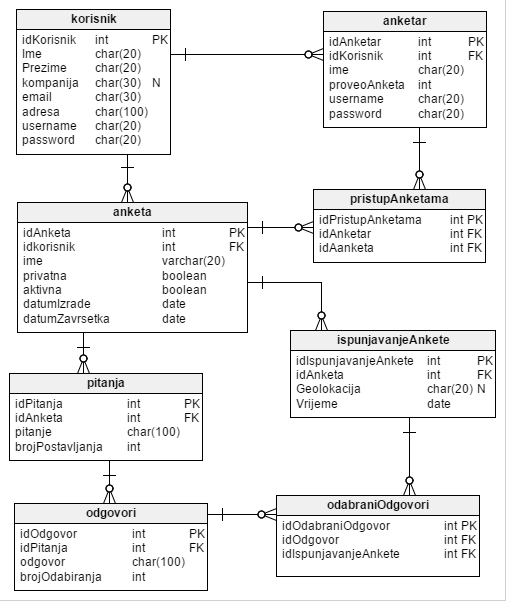 korisnik
idKorisnik int PK
Ime char(20)
Prezime char(20)
kompanija char(30) N
email char(30)
adresa char(100)
username char(20)
password char(20)
anketar
idAnketar int PK
idKorisnik int FK
ime char(20)
proveoAnketa int
username char(20)
password char(20)
anketa
idAnketa int PK
idkorisnik int FK
ime varchar(20)
privatna boolean
aktivna boolean
datumIzrade date
datumZavrsetka date
pristupAnketama
idPristupAnketama int PK
idAnketar int FK
idAanketa int FK
ispunjavanjeAnkete
idIspunjavanjeAnkete int PK
idAnketa int FK
Geolokacija char(20) N
Vrijeme date
pitanja
idPitanja int PK
idAnketa int FK
pitanje char(100)
brojPostavljanja int
odgovori
idOdgovor int PK
idPitanja int FK
odgovor char(100)
brojOdabiranja int
odabraniOdgovori
idOdabraniOdgovor int PK
idOdgovor int FK
idIspunjavanjeAnkete int FK